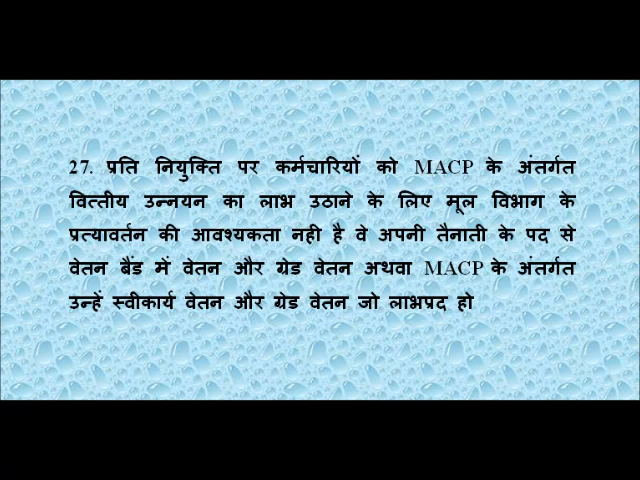 27. प्रति नियुक्ति पर कर्मचारियों को MACP के अंतर्गत
वित्तीय उन्नयन का लाभ उठाने के लिए मूल विभाग के
प्रत्यावर्तन की आवश्यकता नही है वे अपनी तैनाती के पद से
वेतन बैंड में वेतन और ग्रेड वेतन अथवा MACP के अंतर्गत
उन्हें स्वीकार्य वेतन और ग्रेड वेतन जो लाभप्रद हो